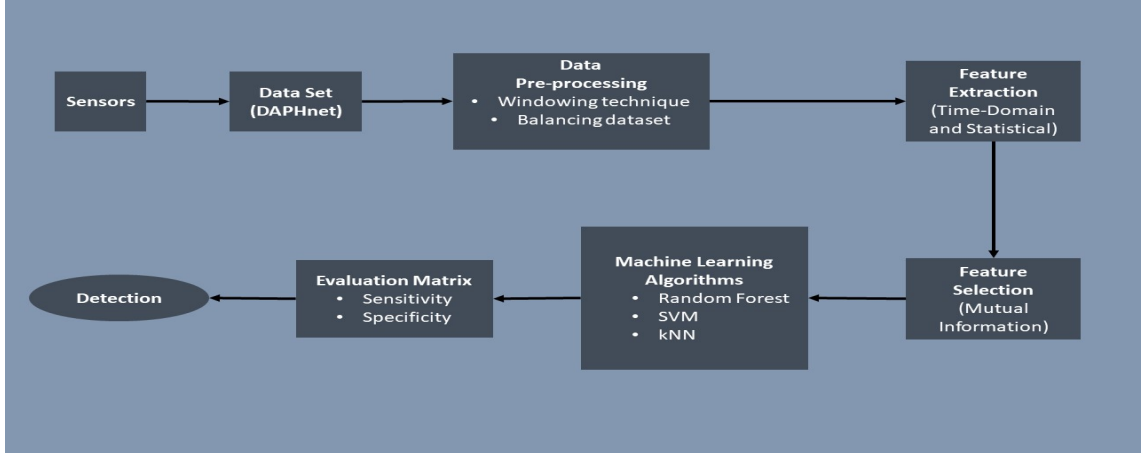 Sensors
Data Set
(DAPHnet)
Data
Pre-processing
• Windowing technique
• Balancing dataset
Feature
Extraction
(Time-Domain
and Statistical)
Feature
Selection
(Mutual
Information)
Machine Learning
Algorithms
• Random Forest
• SVM
• kNN
Evaluation Matrix
• Sensitivity
• Specificity
Detection